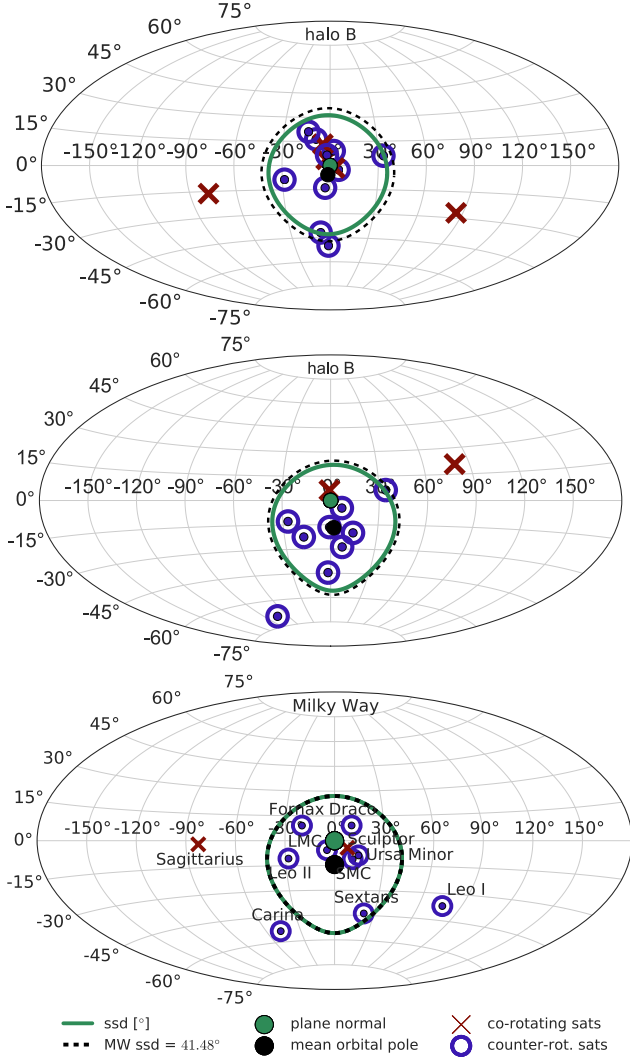 75°
60°
halo B
45°
30°
15°
-150°-120°-90° -60° -30° 0° 30° 60° 90° 120° 150°
0°
-15°
-30°
-45°
-60°
-75°
75°
60°
halo B
45°
30°
15°
-150°-120°-90° -60° -30° 0° 30° 60° 90° 120° 150°
0°
-15°
-30°
-45°
-60°
-75°
75°
60°
Milky Way
45°
30°
15°
Fornax Draco
-150°-120°-90° -60° -30° 0° 30° 60° 90° 120° 150°
0°
LMC Sculptor
Sagittarius Ursa Minor
Leo II SMC
-15°
Sextans Leo I
Carina
-30°
-45°
-60°
-75°
ssd [°] plane normal co-rotating sats
MW ssd = 41.48° mean orbital pole counter-rot. sats